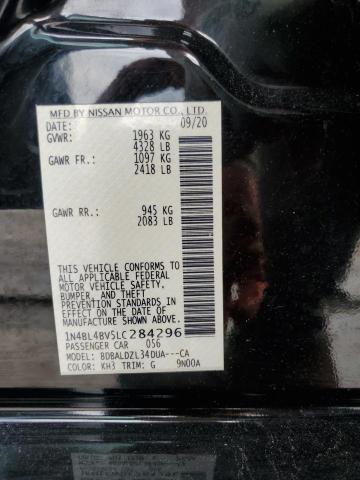 MFD BY NISSAN MOTOR CO., LTD.
DATE: 09/20
GVWR: 1963 KG
4328 LB
GAWR FR: 1097 KG
2418 LB
GAWR RR: 945 KG
2083 LB
THIS VEHICLE CONFORMS TO
ALL APPLICABLE FEDERAL
MOTOR VEHICLE SAFETY,
BUMPER, AND THEFT
PREVENTION STANDARDS
IN EFFECT ON THE DATE OF
MANUFACTURE SHOWN ABOVE.
1N4BL4BV5LC284296
PASSENGER CAR 056
MODEL: BDBALDZL34DUA---CA
COLOR: KH3 TRIM: G 9N00A